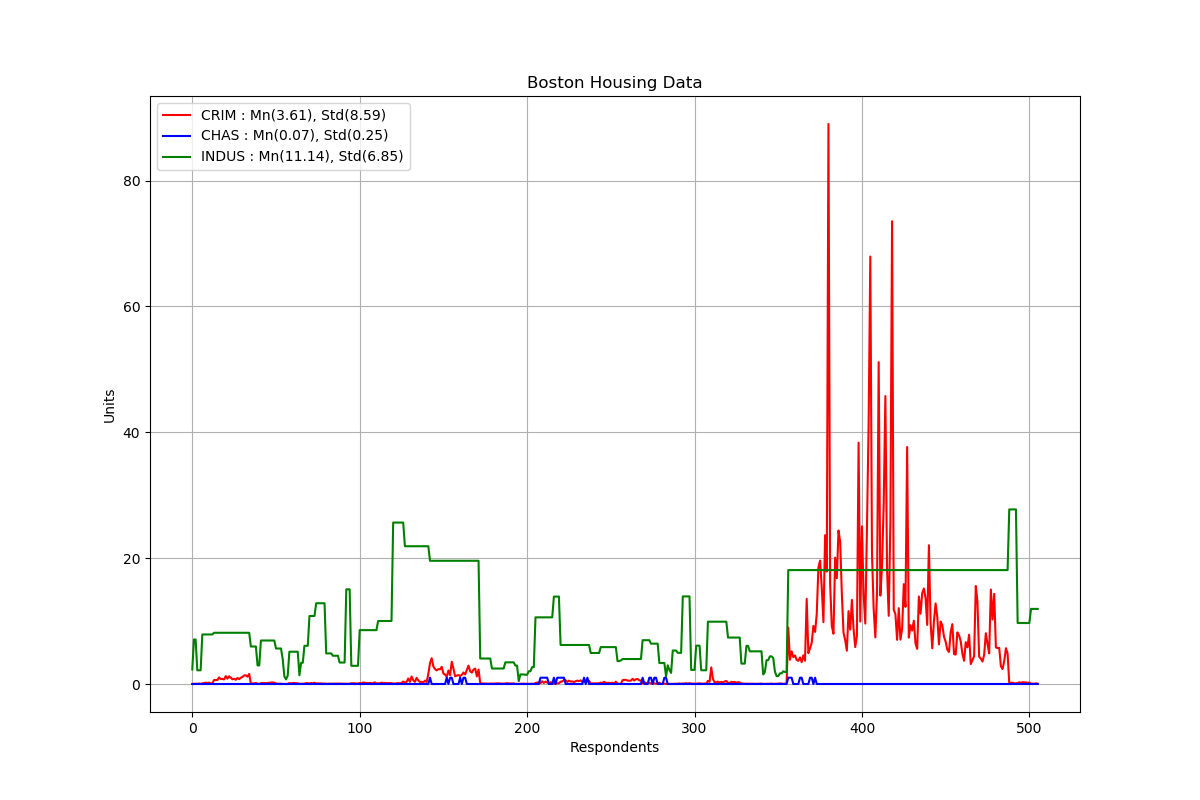 Boston Housing Data
CRIM : Mn(3.61), Std(8.59)
CHAS : Mn(0.07), Std(0.25)
INDUS : Mn(11.14), Std(6.85)
80
60
40
20
0
Units
0 100 200 300 400 500
Respondents